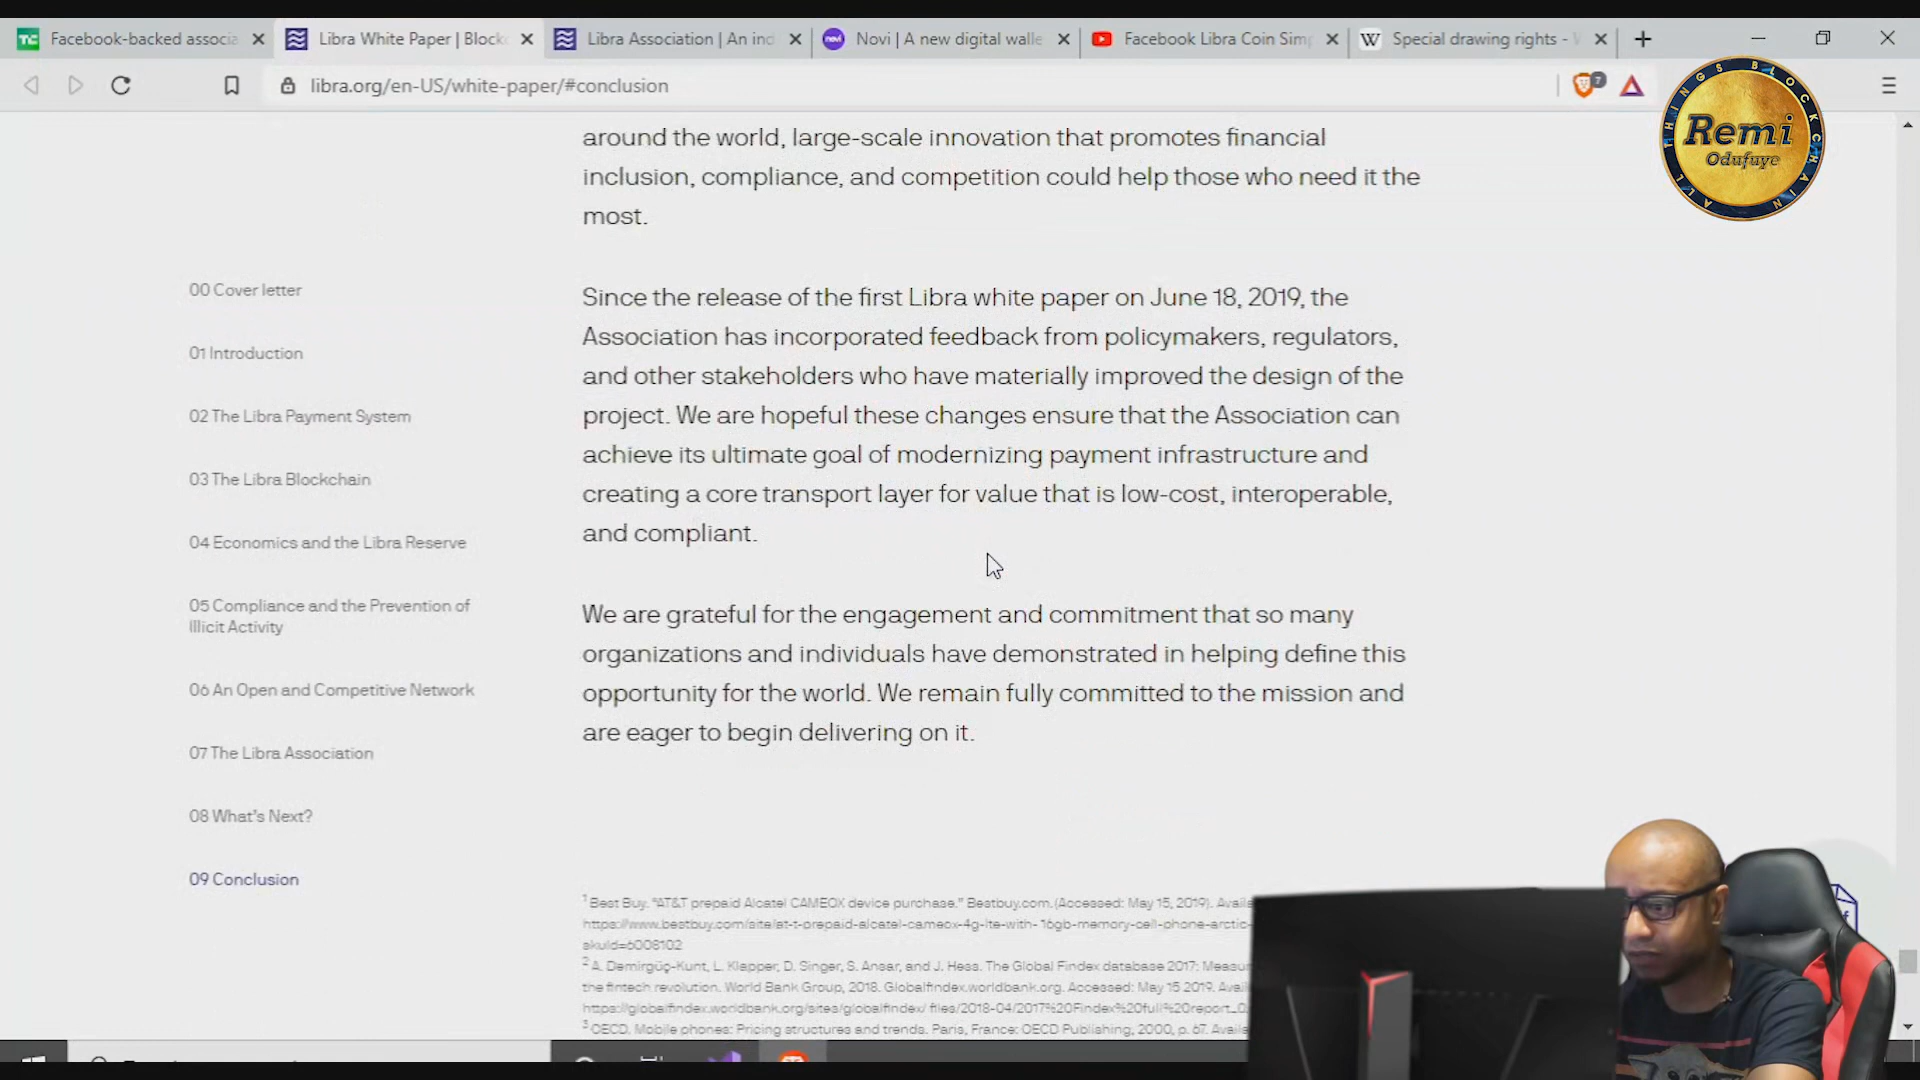 Facebook-backed associa
Libra White Paper | Block
Libra Association | An ind
Novi | A new digital walle
Facebook Libra Coin Sim
Special drawing rights -
libra.org/en-US/white-paper/#conclusion
7
ALL THINGS BLOCKCHAIN
Remi
Odufuye
around the world, large-scale innovation that promotes financial
inclusion, compliance, and competition could help those who need it the
most.
00 Cover letter
01 Introduction
02 The Libra Payment System
03 The Libra Blockchain
04 Economics and the Libra Reserve
05 Compliance and the Prevention of
Illicit Activity
06 An Open and Competitive Network
07 The Libra Association
08 What's Next?
09 Conclusion
Since the release of the first Libra white paper on June 18, 2019, the
Association has incorporated feedback from policymakers, regulators,
and other stakeholders who have materially improved the design of the
project. We are hopeful these changes ensure that the Association can
achieve its ultimate goal of modernizing payment infrastructure and
creating a core transport layer for value that is low-cost, interoperable,
and compliant.
We are grateful for the engagement and commitment that so many
organizations and individuals have demonstrated in helping define this
opportunity for the world. We remain fully committed to the mission and
are eager to begin delivering on it.
1 Best Buy. "AT&T prepaid Alcatel CAMEOX device purchase." Bestbuy.com. (Accessed: May 15, 2019). Avail
https://www.bestbuy.com/site/at-t-prepaid-alcatel-cameox-4g-lte-with- 16gb-memory-cell-phone-arctic-
skuId=6008102
2 A. Demirgüç-Kunt, L. Klapper, D. Singer, S. Ansar, and J. Hess. The Global Findex database 2017: Measu
the fintech revolution. World Bank Group, 2018. Globalfindex.worldbank.org. Accessed: May 15 2019. Avai
https://globalfindex.worldbank.org/sites/globalfindex/ files/2018-04/2017%20Findex%20full%20report_0.
3 OECD. Mobile phones: Pricing structures and trends. Paris, France: OECD Publishing, 2000, p. 67. Availa